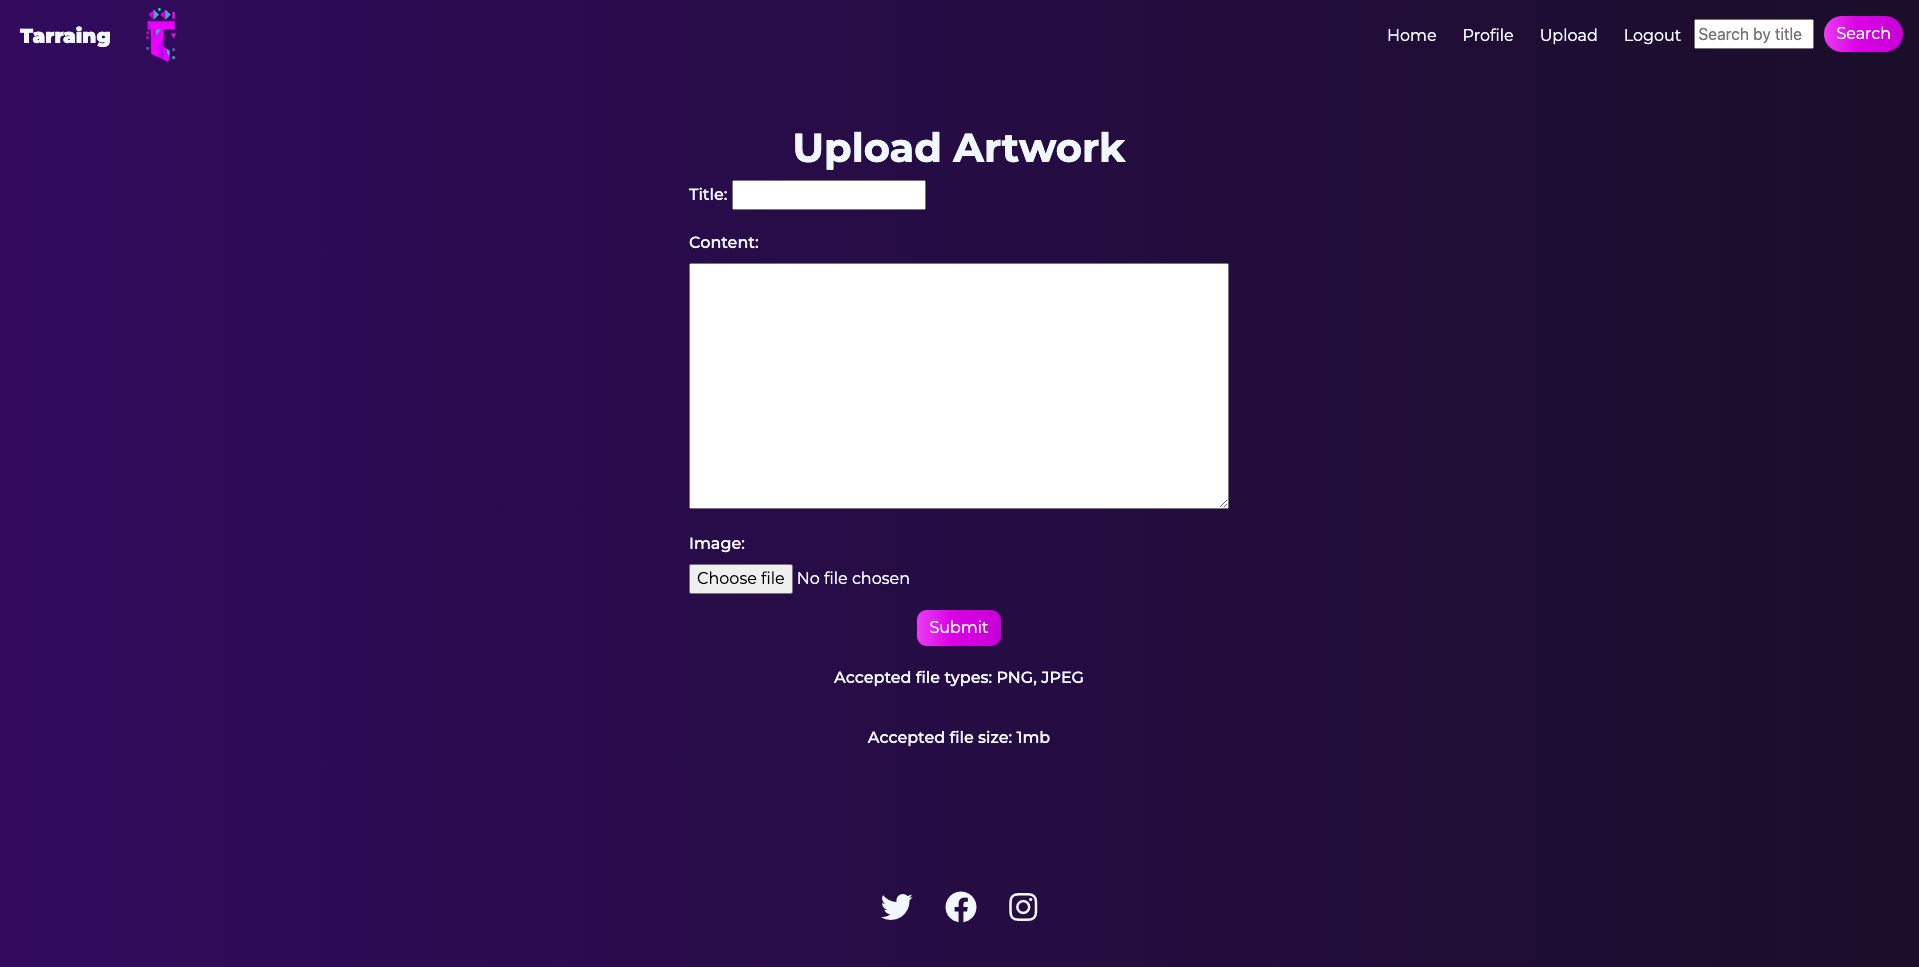 Tarraing
Home Profile Upload Logout Search by title Search
Upload Artwork
Title:
Content:
Image:
Choose file No file chosen
Submit
Accepted file types: PNG, JPEG
Accepted file size: 1mb